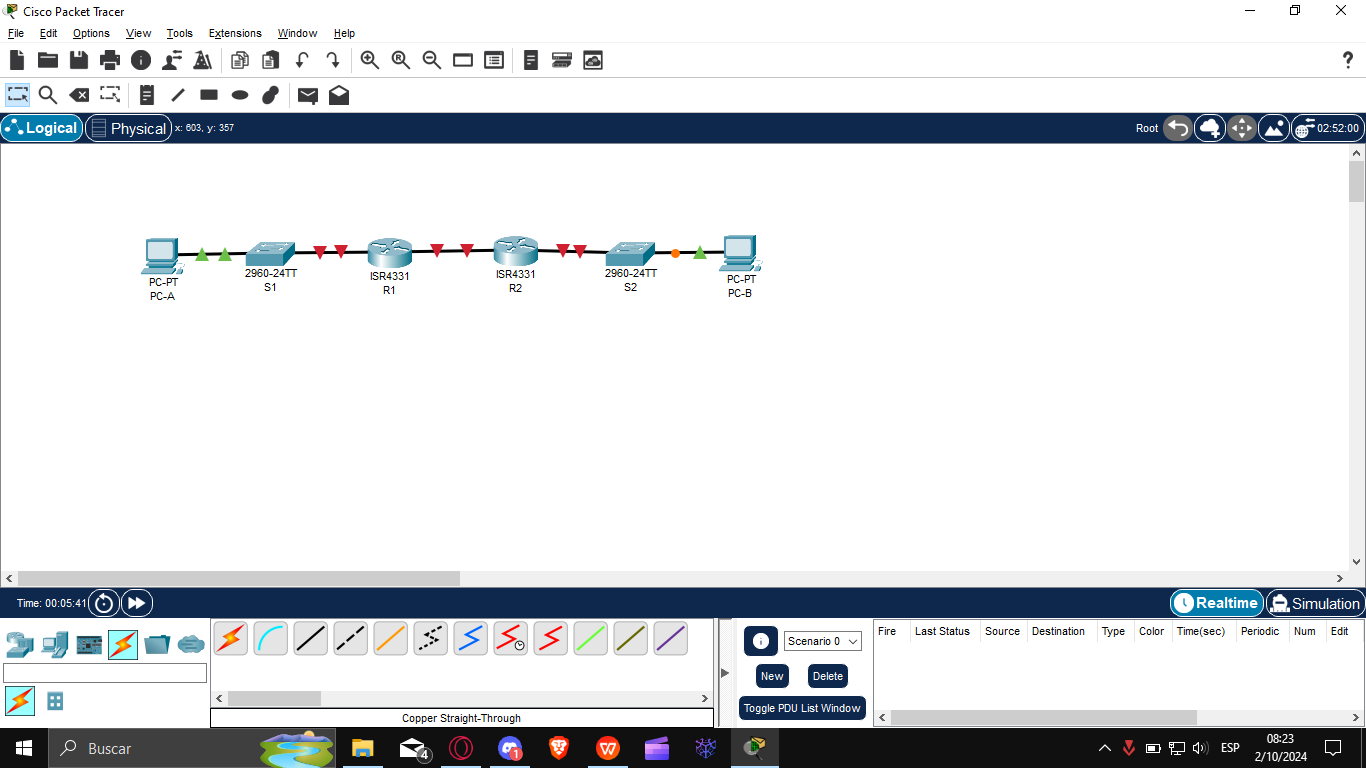 Cisco Packet Tracer
File Edit Options View Tools Extensions Window Help
Logical Physical x: 603, y: 357 Root 02:52:00
PC-PT
PC-A
2960-24TT
S1
ISR4331
R1
ISR4331
R2
2960-24TT
S2
PC-PT
PC-B
Time: 00:05:41 Realtime Simulation
Scenario 0
New Delete
Toggle PDU List Window
Fire Last Status Source Destination Type Color Time(sec) Periodic Num Edit
Copper Straight-Through
Buscar 4 1 ESP 08:23
2/10/2024